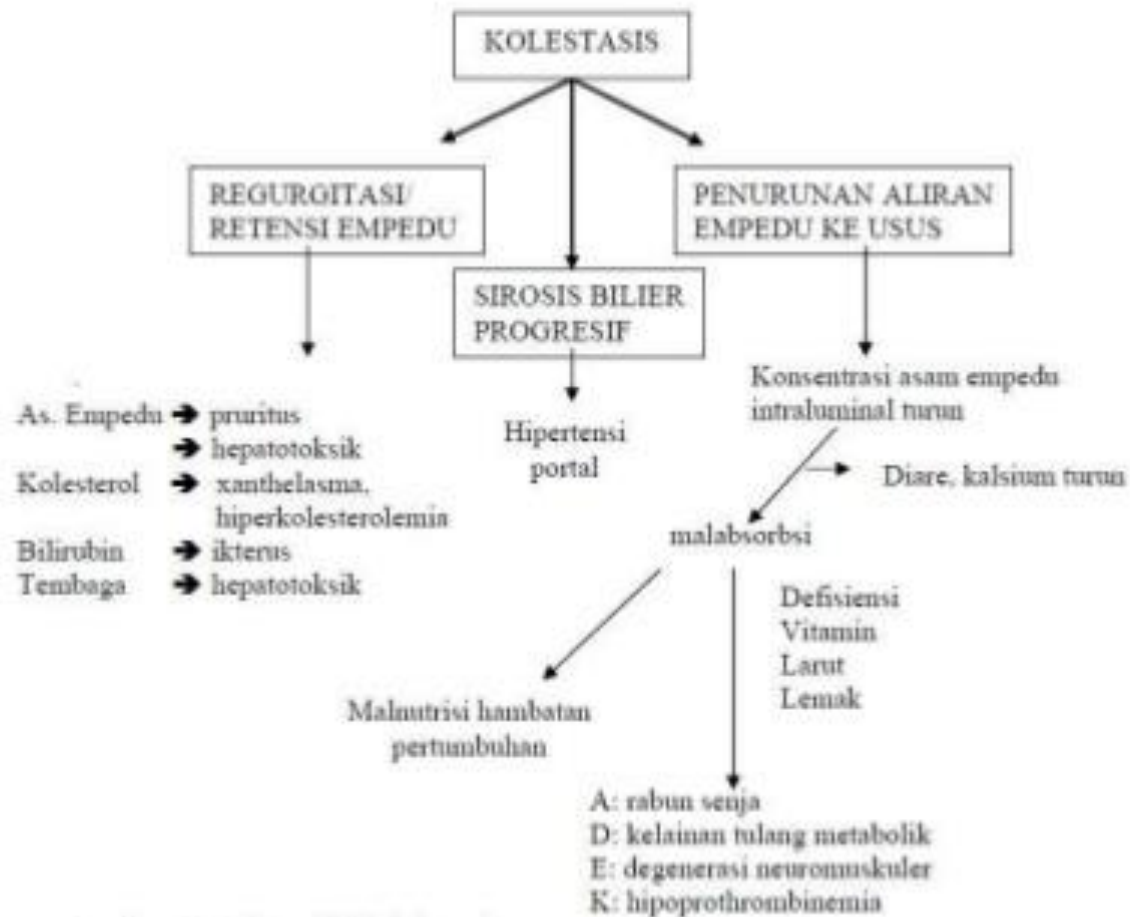 KOLESTASIS
REGURGITASI/
RETENSI EMPEDU
PENURUNAN ALIRAN
EMPEDU KE USUS
SIROSIS BILIER
PROGRESIF
As. Empedu ➔ pruritus
➔ hepatotoksik
Kolesterol ➔ xanthelasma,
hiperkolesterolemia
Bilirubin ➔ ikterus
Tembaga ➔ hepatotoksik
Hipertensi
portal
Konsentrasi asam empedu
intraluminal turun
Diare, kalsium turun
malabsorbsi
Defisiensi
Vitamin
Larut
Lemak
Malnutrisi hambatan
pertumbuhan
A: rabun senja
D: kelainan tulang metabolik
E: degenerasi neuromuskuler
K: hipoprothrombinemia